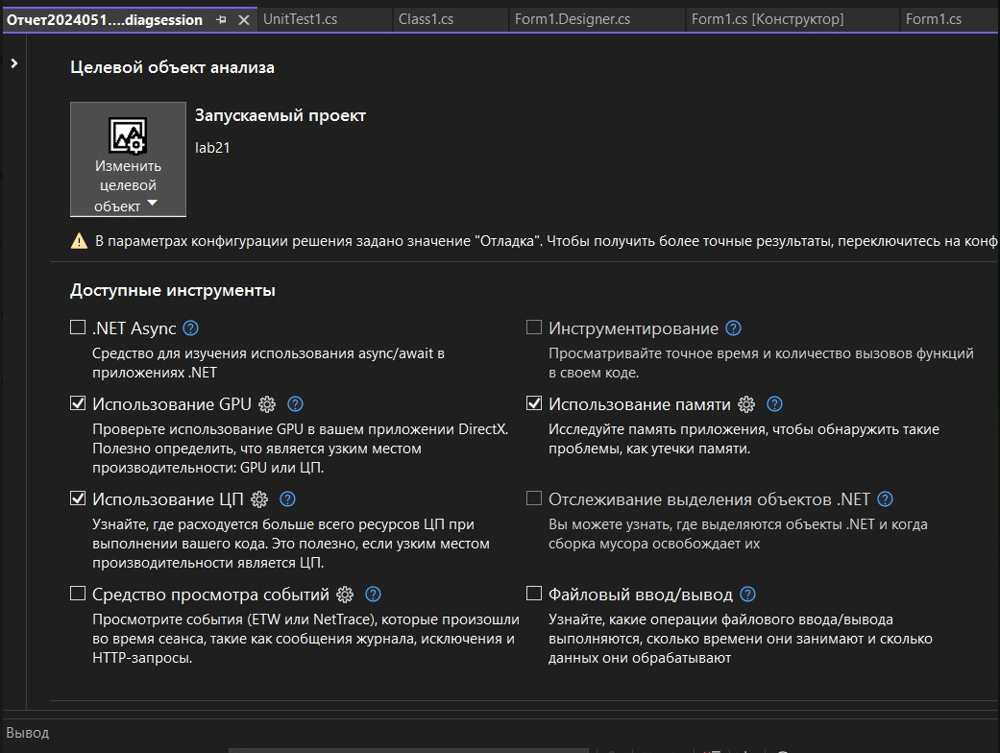 Отчет2024051....diagsession
UnitTest1.cs
Class1.cs
Form1.Designer.cs
Form1.cs [Конструктор]
Form1.cs
Целевой объект анализа
Изменить
целевой
объект
Запускаемый проект
lab21
В параметрах конфигурации решения задано значение "Отладка". Чтобы получить более точные результаты, переключитесь на конф
Доступные инструменты
.NET Async
Средство для изучения использования async/await в
приложениях .NET
Инструментирование
Просматривайте точное время и количество вызовов функций
в своем коде.
Использование GPU
Проверьте использование GPU в вашем приложении DirectX.
Полезно определить, что является узким местом
производительности: GPU или ЦП.
Использование памяти
Исследуйте память приложения, чтобы обнаружить такие
проблемы, как утечки памяти.
Использование ЦП
Узнайте, где расходуется больше всего ресурсов ЦП при
выполнении вашего кода. Это полезно, если узким местом
производительности является ЦП.
Отслеживание выделения объектов .NET
Вы можете узнать, где выделяются объекты .NET и когда
сборка мусора освобождает их
Средство просмотра событий
Просмотрите события (ETW или NetTrace), которые произошли
во время сеанса, такие как сообщения журнала, исключения и
HTTP-запросы.
Файловый ввод/вывод
Узнайте, какие операции файлового ввода/вывода
выполняются, сколько времени они занимают и сколько
данных они обрабатывают
Вывод